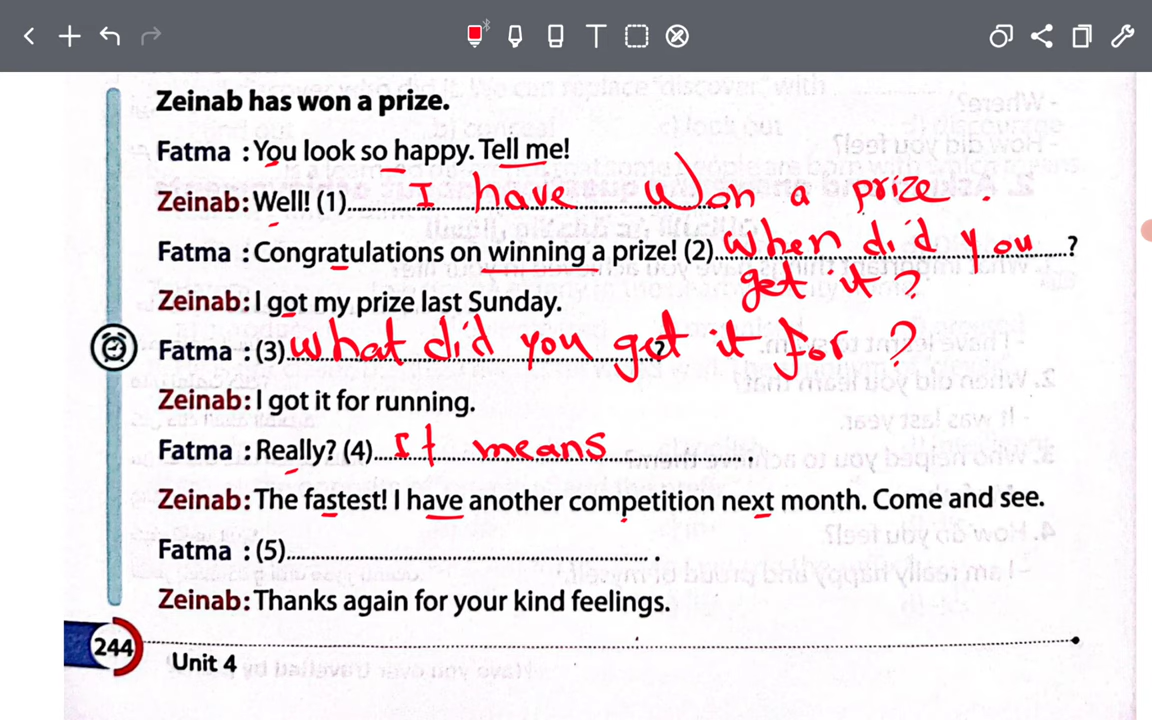 Zeinab has won a prize.
Fatma : You look so happy. Tell me!
Zeinab: Well! (1) I have won a prize.
Fatma : Congratulations on winning a prize! (2) When did you ?
get it ?
Zeinab: I got my prize last Sunday.
Fatma : (3) What did you get it for ?
Zeinab: I got it for running.
Fatma : Really? (4) It means .
Zeinab: The fastest! I have another competition next month. Come and see.
Fatma : (5) .
Zeinab: Thanks again for your kind feelings.
244
Unit 4